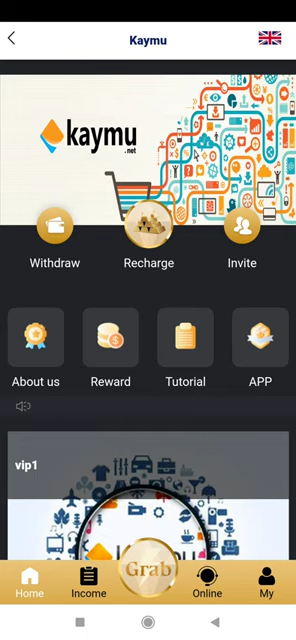 Kaymu
kaymu
.net
Withdraw
Recharge
Invite
About us
Reward
Tutorial
APP
vip1
Grab
Home
Income
Online
My